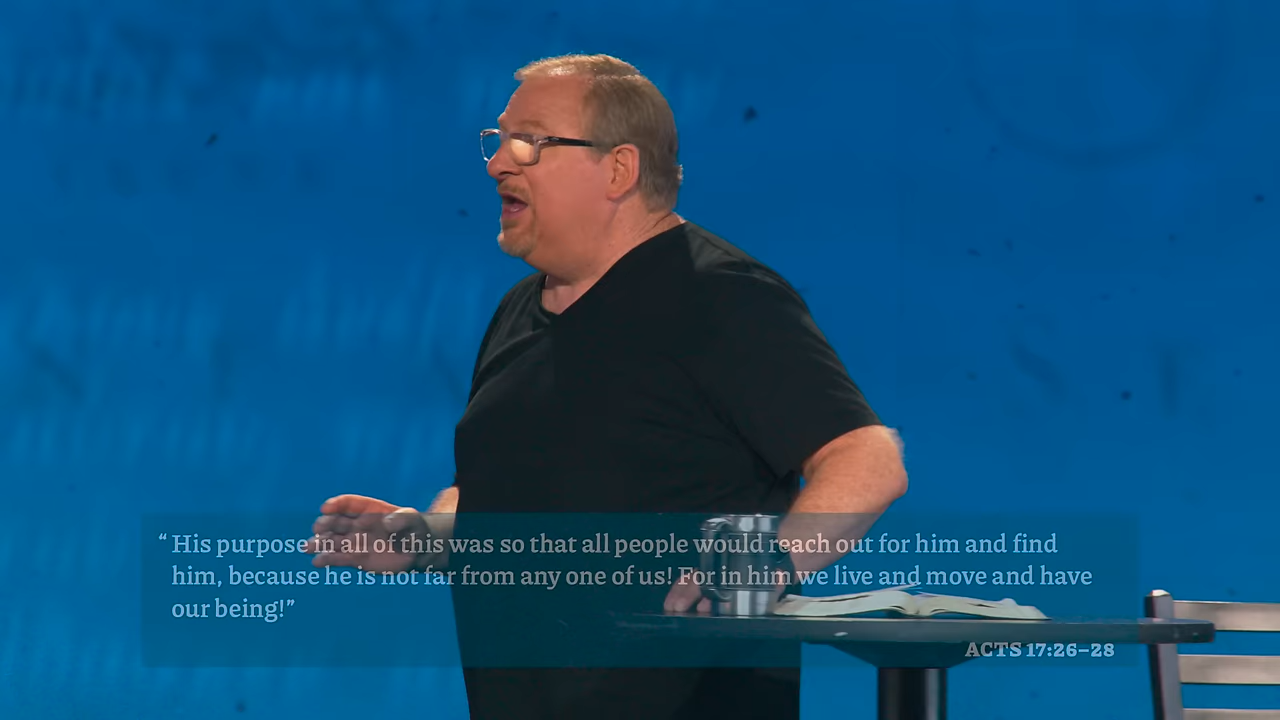 “His purpose in all of this was so that all people would reach out for him and find
him, because he is not far from any one of us! For in him we live and move and have
our being!”
ACTS 17:26–28